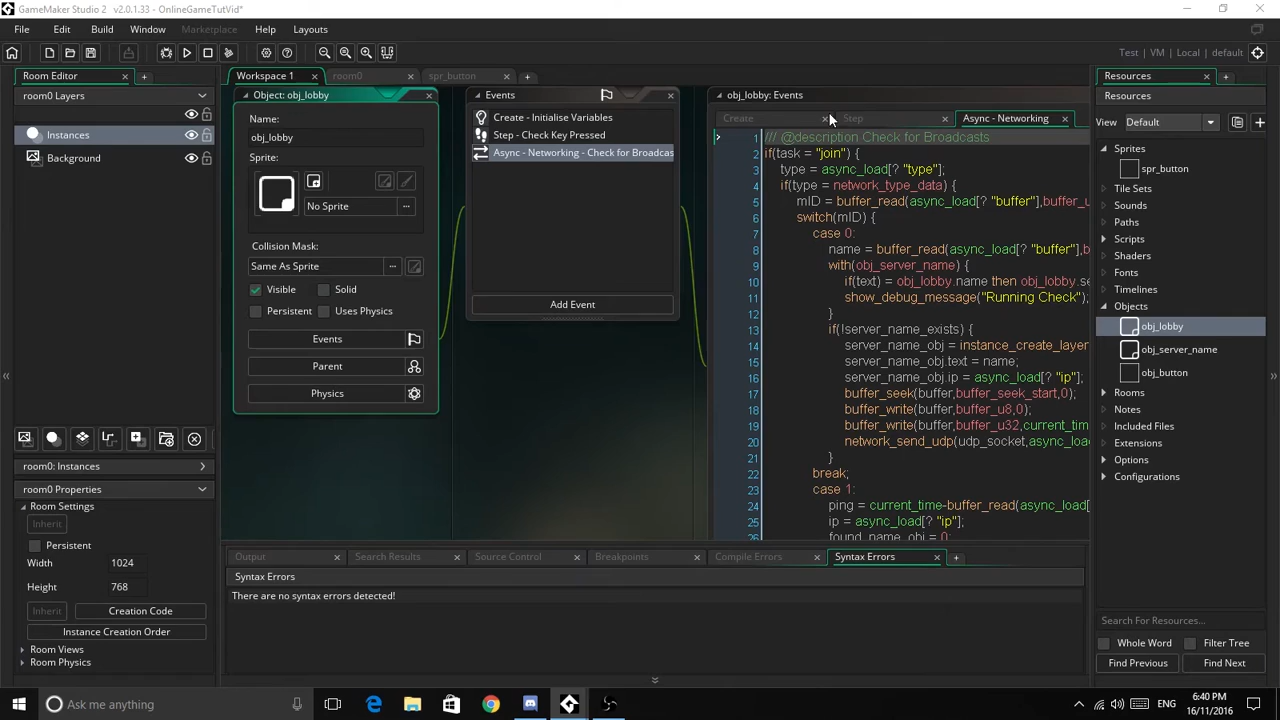 GameMaker Studio 2   v2.0.1.33 - OnlineGameTutVid*
File Edit Build Window Help Layouts
Test | VM | Local | default
Room Editor
room0 Layers
Instances
Background
room0: Instances
room0 Properties
Room Settings
Inherit
Persistent
Width 1024
Height 768
Inherit Creation Code
Instance Creation Order
Room Views
Room Physics
Workspace 1 room0 spr_button
Object: obj_lobby
Name:
obj_lobby
Sprite:
No Sprite
Collision Mask:
Same As Sprite
Visible Solid
Persistent Uses Physics
Events
Parent
Physics
Events
Create - Initialise Variables
Step - Check Key Pressed
Async - Networking - Check for Broadcas
Add Event
obj_lobby: Events
Create Step Async - Networking
1 /// @description Check for Broadcasts
2 if(task = "join") {
3 type = async_load[? "type"];
4 if(type = network_type_data) {
5 mID = buffer_read(async_load[? "buffer"],buffer_u
6 switch(mID) {
7 case 0:
8 name = buffer_read(async_load[? "buffer"],b
9 with(obj_server_name) {
10 if(text) = obj_lobby.name then obj_lobby.se
11 show_debug_message("Running Check");
12 }
13 if(!server_name_exists) {
14 server_name_obj = instance_create_layer
15 server_name_obj.text = name;
16 server_name_obj.ip = async_load[? "ip"];
17 buffer_seek(buffer,buffer_seek_start,0);
18 buffer_write(buffer,buffer_u8,0);
19 buffer_write(buffer,buffer_u32,current_time
20 network_send_udp(udp_socket,async_loa
21 }
22 break;
23 case 1:
24 ping = current_time-buffer_read(async_load[
25 ip = async_load[? "ip"];
26 found_name_obj = 0;
Output Search Results Source Control Breakpoints Compile Errors Syntax Errors
Syntax Errors
There are no syntax errors detected!
Resources
Resources
View Default
Sprites
spr_button
Tile Sets
Sounds
Paths
Scripts
Shaders
Fonts
Timelines
Objects
obj_lobby
obj_server_name
obj_button
Rooms
Notes
Included Files
Extensions
Options
Configurations
Search For Resources...
Whole Word Filter Tree
Find Previous Find Next
Ask me anything
ENG
6:40 PM
16/11/2016